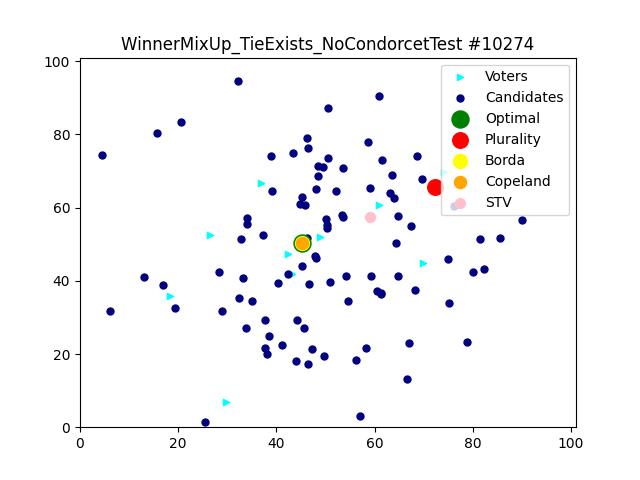 WinnerMixUp_TieExists_NoCondorcetTest #10274
Voters
Candidates
Optimal
Plurality
Borda
Copeland
STV
100
80
60
40
20
0
0 20 40 60 80 100